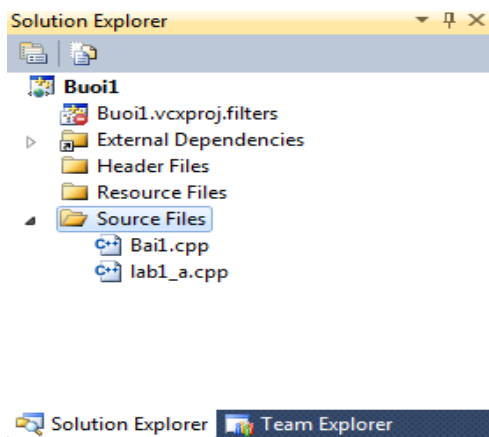 Solution Explorer
Buoi1
Buoi1.vcxproj.filters
External Dependencies
Header Files
Resource Files
Source Files
Bai1.cpp
lab1_a.cpp
Solution Explorer Team Explorer